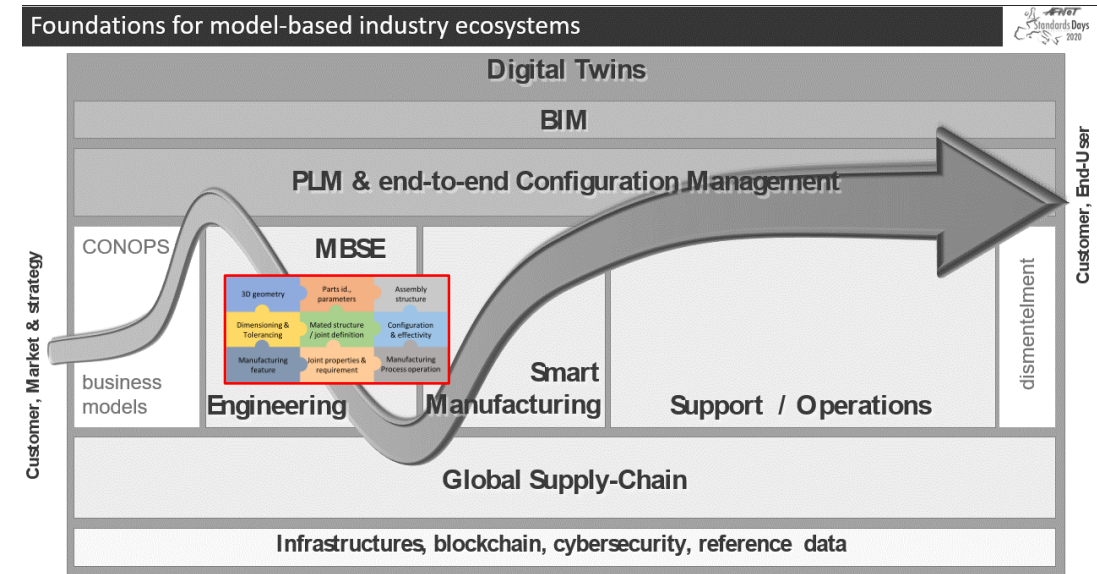 Foundations for model-based industry ecosystems
AFNeT
Standards Days
2020
Digital Twins
BIM
PLM & end-to-end Configuration Management
Customer, Market & strategy
CONOPS
business
models
MBSE
3D geometry
Parts id.,
parameters
Assembly
structure
Dimensioning &
Tolerancing
Mated structure
/ joint definition
Configuration
& effectivity
Manufacturing
feature
Joint properties &
requirement
Manufacturing
Process operation
Engineering
Smart
Manufacturing
Support / Operations
dismentelment
Customer, End-User
Global Supply-Chain
Infrastructures, blockchain, cybersecurity, reference data